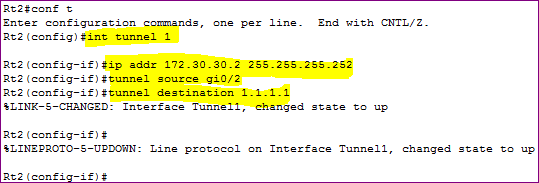 Rt2#conf t
Enter configuration commands, one per line.  End with CNTL/Z.
Rt2(config)#int tunnel 1
Rt2(config-if)#ip addr 172.30.30.2 255.255.255.252
Rt2(config-if)#tunnel source gi0/2
Rt2(config-if)#tunnel destination 1.1.1.1
%LINK-5-CHANGED: Interface Tunnel1, changed state to up
Rt2(config-if)#
%LINEPROTO-5-UPDOWN: Line protocol on Interface Tunnel1, changed state to up
Rt2(config-if)#